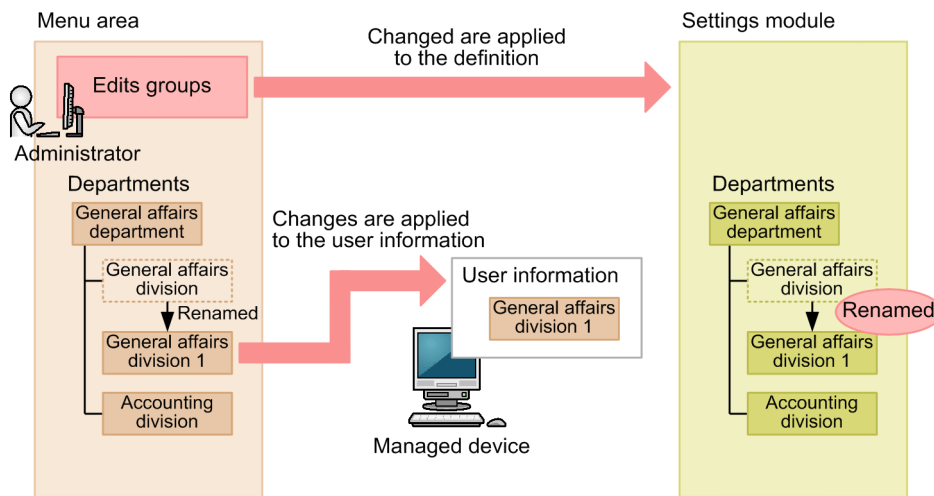 Menu area
Settings module
Changed are applied
to the definition
Edits groups
Administrator
Departments
General affairs
department
General affairs
division
Renamed
General affairs
division 1
Accounting
division
Changes are applied
to the user information
User information
General affairs
division 1
Managed device
Departments
General affairs
department
General affairs
division
Renamed
General affairs
division 1
Accounting
division